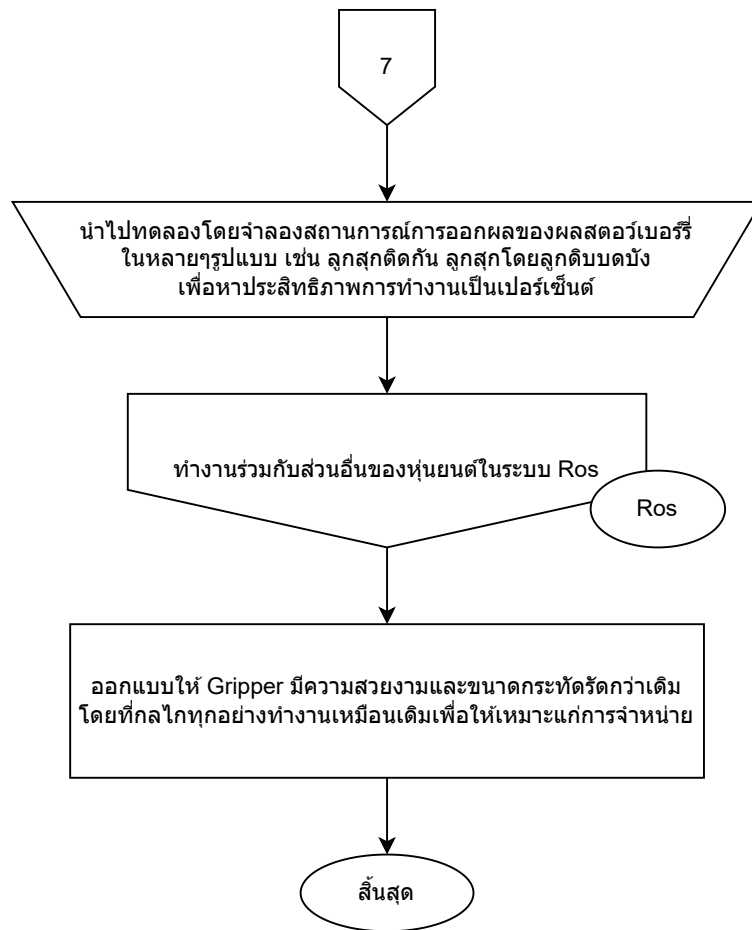 7
นำไปทดลองโดยจำลองสถานการณ์การออกผลของผลสตอว์เบอร์รี่
ในหลายๆรูปแบบ เช่น ลูกสุกติดกัน ลูกสุกโดยลูกดิบบดบัง
เพื่อหาประสิทธิภาพการทำงานเป็นเปอร์เซ็นต์
ทำงานร่วมกับส่วนอื่นของหุ่นยนต์ในระบบ Ros
Ros
ออกแบบให้ Gripper มีความสวยงามและขนาดกระทัดรัดกว่าเดิม
โดยที่กลไกทุกอย่างทำงานเหมือนเดิมเพื่อให้เหมาะแก่การจำหน่าย
สิ้นสุด